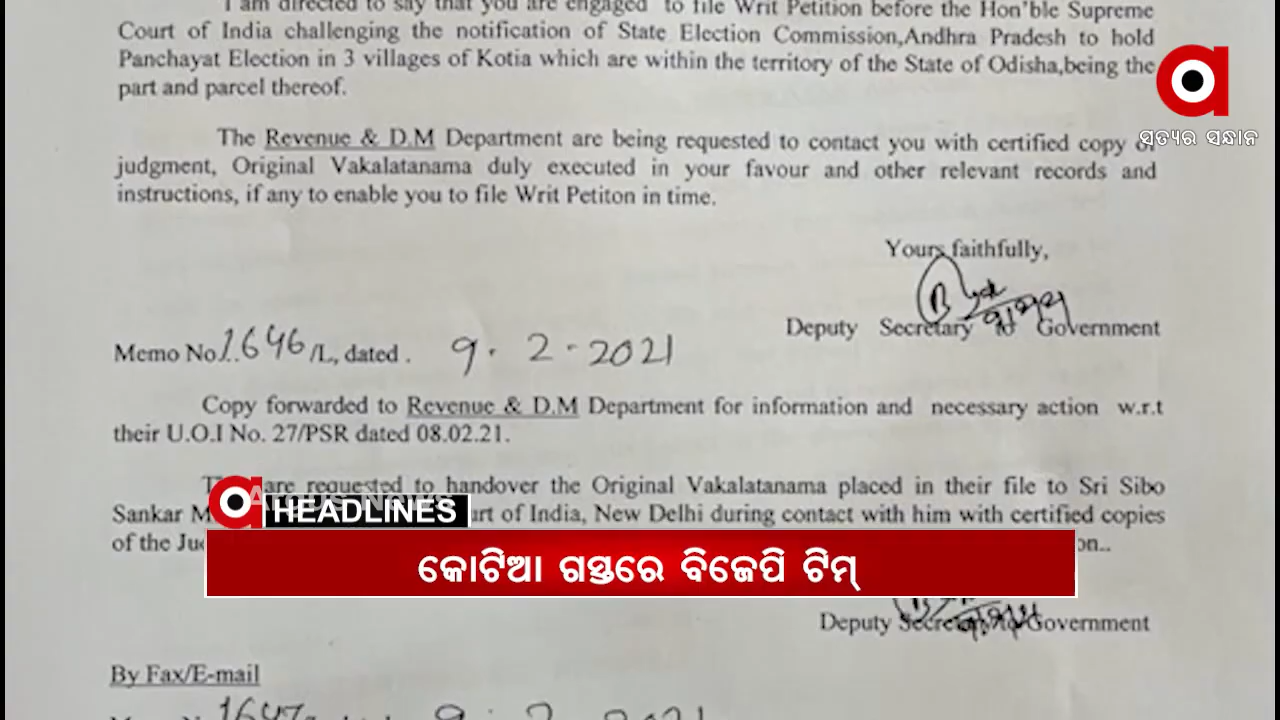 I am directed to say that you are engaged to file Writ Petition before the Hon'ble Supreme
Court of India challenging the notification of State Election Commission,Andhra Pradesh to hold
Panchayat Election in 3 villages of Kotia which are within the territory of the State of Odisha,being the
part and parcel thereof.
ସତ୍ୟର ସନ୍ଧାନ
The Revenue & D.M Department are being requested to contact you with certified copy of
judgment, Original Vakalatanama duly executed in your favour and other relevant records and
instructions, if any to enable you to file Writ Petiton in time.
Yours faithfully,
Deputy Secretary to Government
Memo No. 1646 /L, dated . 9. 2.2021
Copy forwarded to Revenue & D.M Department for information and necessary action w.r.t
their U.O.I No. 27/PSR dated 08.02.21.
are requested to handover the Original Vakalatanama placed in their file to Sri Sibo
Sankar of India, New Delhi during contact with him with certified copies
of the
HEADLINES
କୋଟିଆ ଗସ୍ତରେ ବିଜେପି ଟିମ୍
Deputy Secretary to Government
By Fax/E-mail
1647 9.2.2021